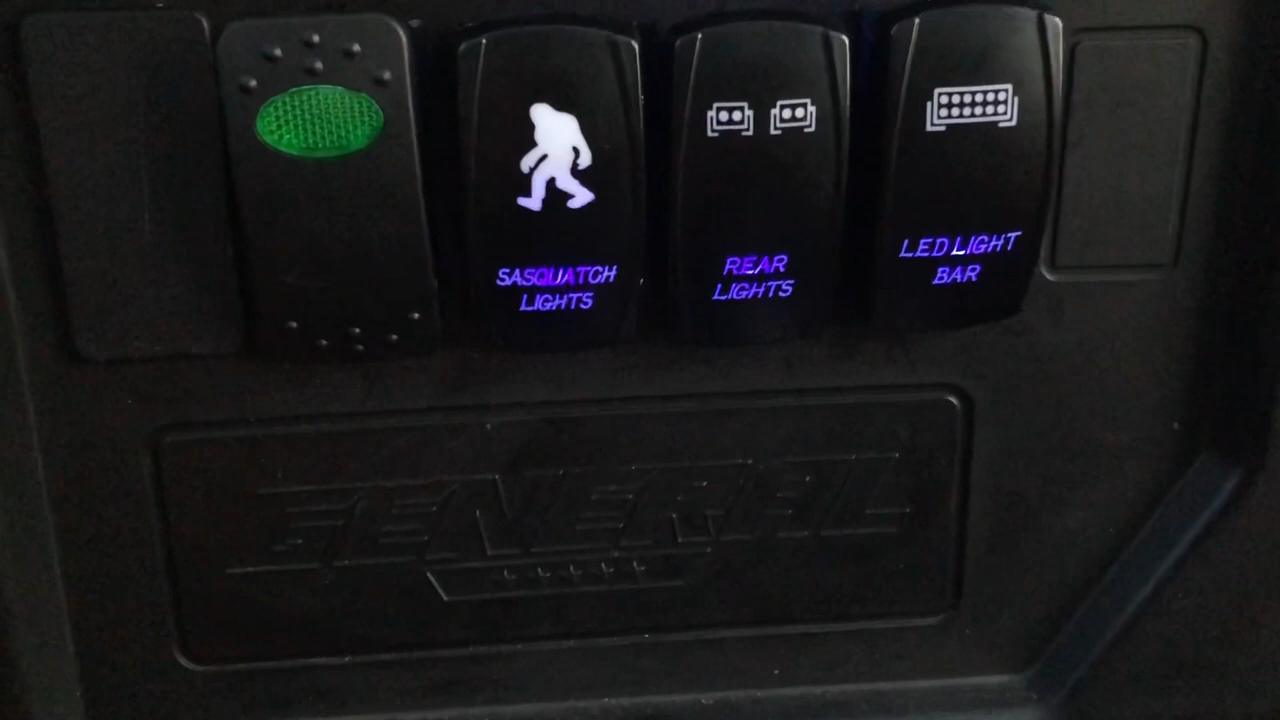 SASQUATCH
LIGHTS
REAR
LIGHTS
LED LIGHT
BAR
GENERAL